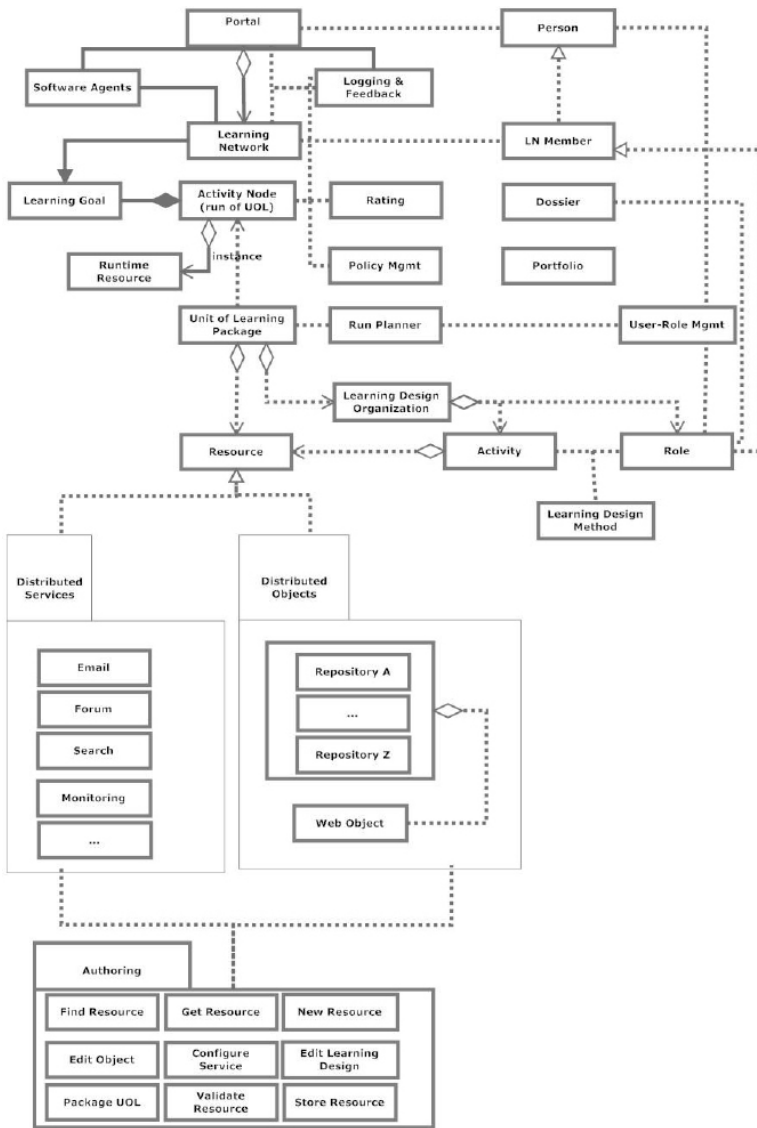 Portal
Person
Software Agents
Logging &
Feedback
Learning
Network
LN Member
Learning Goal
Activity Node
(run of UOL)
Rating
Dossier
instance
Runtime
Resource
Policy Mgmt
Portfolio
Unit of Learning
Package
Run Planner
User-Role Mgmt
Learning Design
Organization
Resource
Activity
Role
Learning Design
Method
Distributed
Services
Distributed
Objects
Email
Forum
Search
Monitoring
...
Repository A
...
Repository Z
Web Object
Authoring
Find Resource
Get Resource
New Resource
Edit Object
Configure
Service
Edit Learning
Design
Package UOL
Validate
Resource
Store Resource